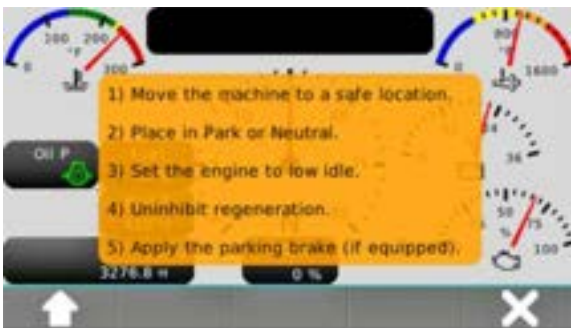 100 200
°F
0 300
800
°F
0 1600
1) Move the machine to a safe location.
2) Place in Park or Neutral.
3) Set the engine to low idle.
4) Uninhibit regeneration.
5) Apply the parking brake (if equipped).
Oil P
36
50 75
%
100
3276.8 H
0 %